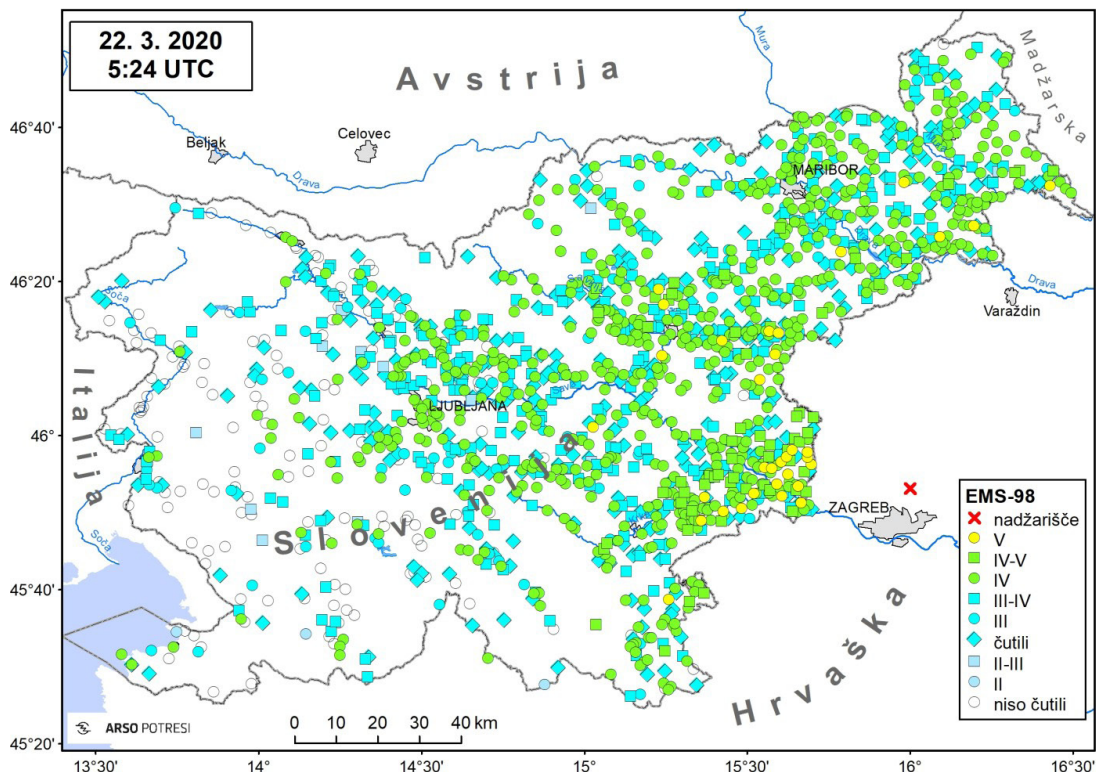 22. 3. 2020
5:24 UTC
Avstrija
Mura
Madžarska
46°40'
Beljak
Celovec
Drava
MARIBOR
46°20'
Soča
Drava
Varaždin
Italija
Sava
LJUBLJANA
46°
Slovenija
ZAGREB
Soča
45°40'
Hrvaška
EMS-98
nadžarišče
V
IV-V
IV
III-IV
III
čutili
II-III
II
niso čutili
ARSO POTRESI
0 10 20 30 40 km
45°20'
13°30' 14° 14°30' 15° 15°30' 16° 16°30'